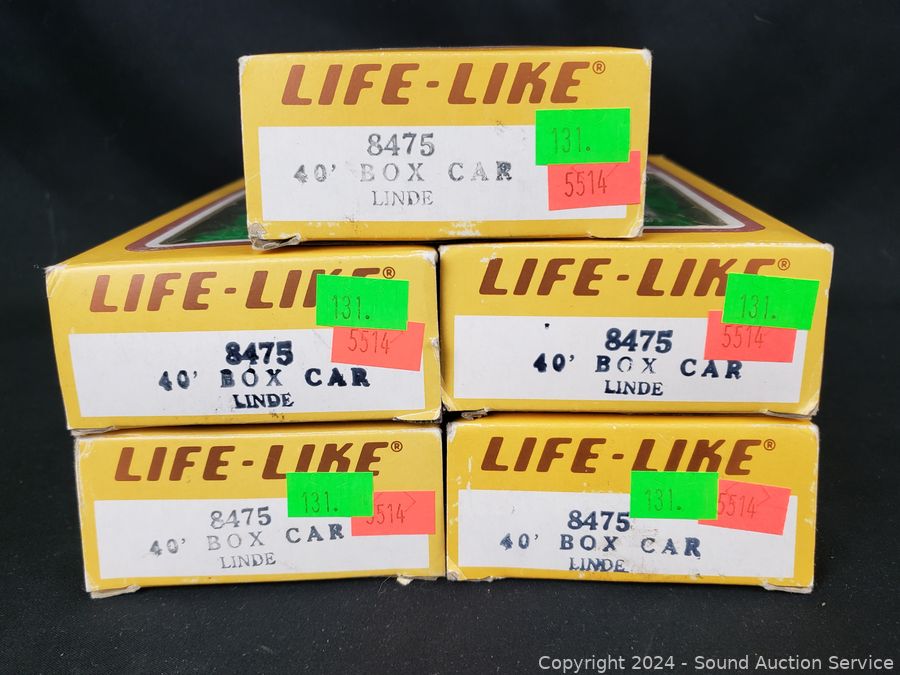 LIFE-LIKE®
8475
40' BOX CAR
LINDE
131.
5514
LIFE-LIKE®
8475
40' BOX CAR
LINDE
131.
5514
LIFE-LIKE®
8475
40' BOX CAR
LINDE
131.
5514
LIFE-LIKE®
8475
40' BOX CAR
LINDE
131.
5514
LIFE-LIKE®
8475
40' BOX CAR
LINDE
131.
5514
Copyright © 2024 - Sound Auction Service